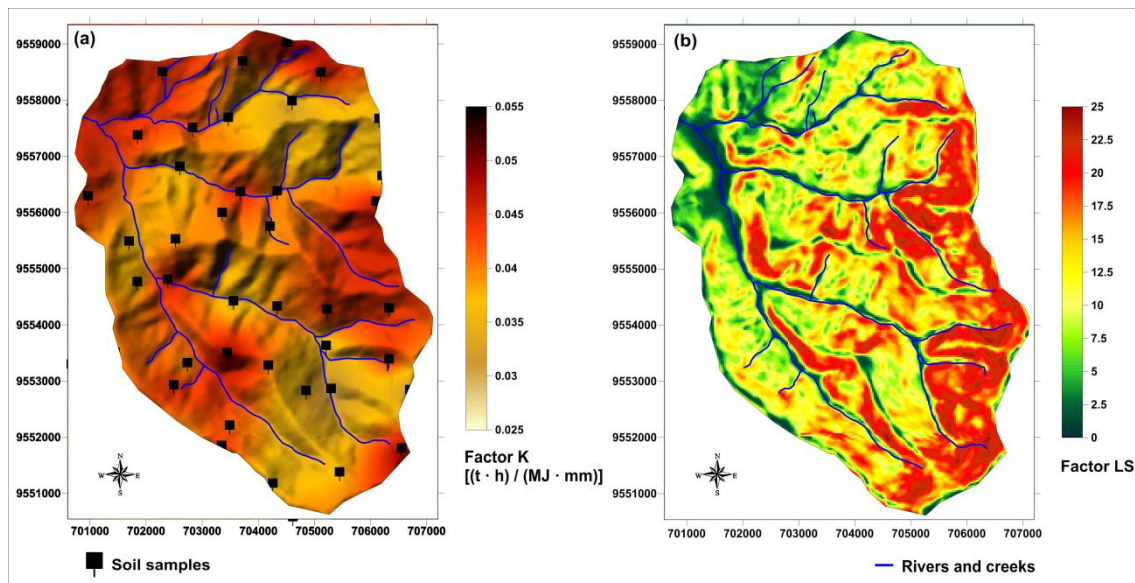 (a)
9559000
9558000
9557000
9556000
9555000
9554000
9553000
9552000
9551000
701000 702000 703000 704000 705000 706000 707000
0.055
0.05
0.045
0.04
0.035
0.03
0.025
Factor K
[(t · h) / (MJ · mm)]
N
W E
S
Soil samples
(b)
9559000
9558000
9557000
9556000
9555000
9554000
9553000
9552000
9551000
701000 702000 703000 704000 705000 706000 707000
25
22.5
20
17.5
15
12.5
10
7.5
5
2.5
0
Factor LS
N
W E
S
Rivers and creeks